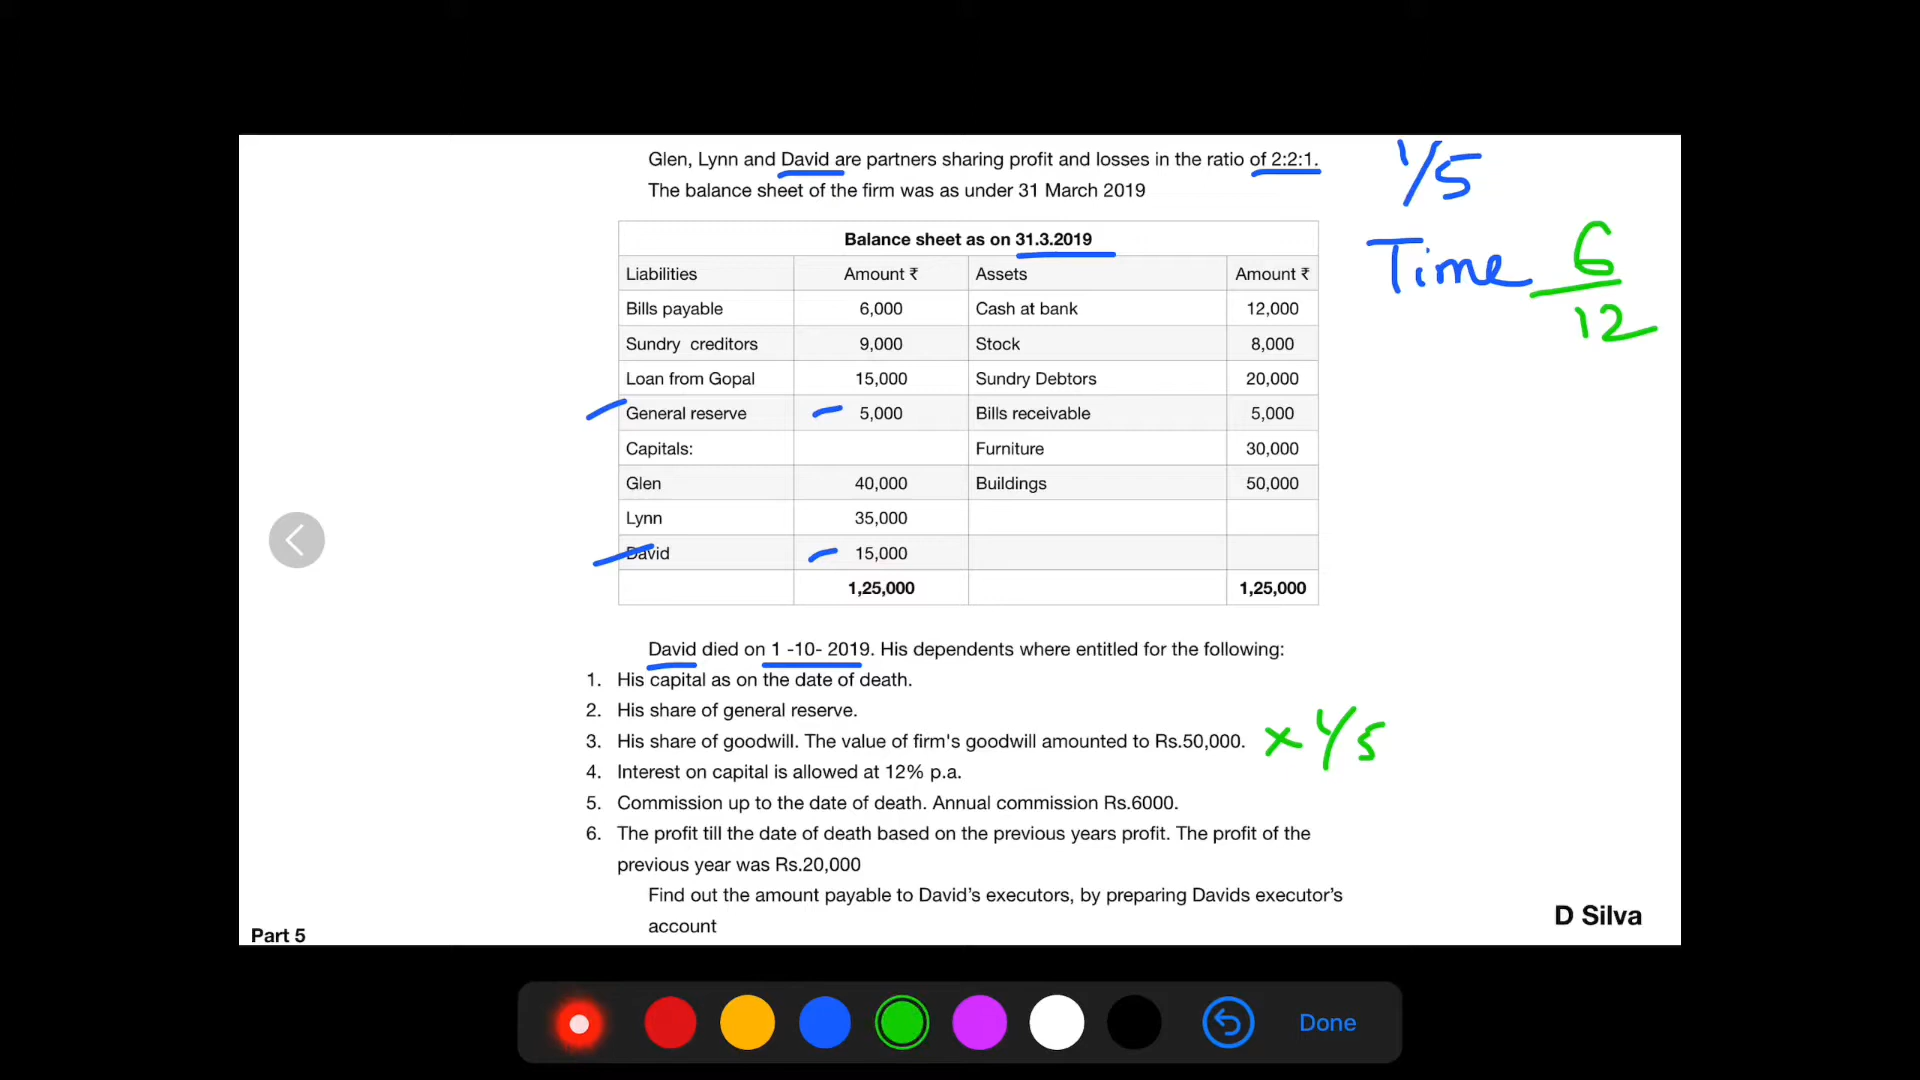 Glen, Lynn and David are partners sharing profit and losses in the ratio of 2:2:1.
The balance sheet of the firm was as under 31 March 2019
1/5
Time 6/12
Balance sheet as on 31.3.2019
Liabilities Amount ₹ Assets Amount ₹
Bills payable 6,000 Cash at bank 12,000
Sundry creditors 9,000 Stock 8,000
Loan from Gopal 15,000 Sundry Debtors 20,000
General reserve 5,000 Bills receivable 5,000
Capitals: Furniture 30,000
Glen 40,000 Buildings 50,000
Lynn 35,000
David 15,000
1,25,000 1,25,000
David died on 1 -10- 2019. His dependents where entitled for the following:
1. His capital as on the date of death.
2. His share of general reserve.
3. His share of goodwill. The value of firm's goodwill amounted to Rs.50,000. x 1/5
4. Interest on capital is allowed at 12% p.a.
5. Commission up to the date of death. Annual commission Rs.6000.
6. The profit till the date of death based on the previous years profit. The profit of the
previous year was Rs.20,000
Find out the amount payable to David’s executors, by preparing Davids executor’s
account
D Silva
Part 5
Done